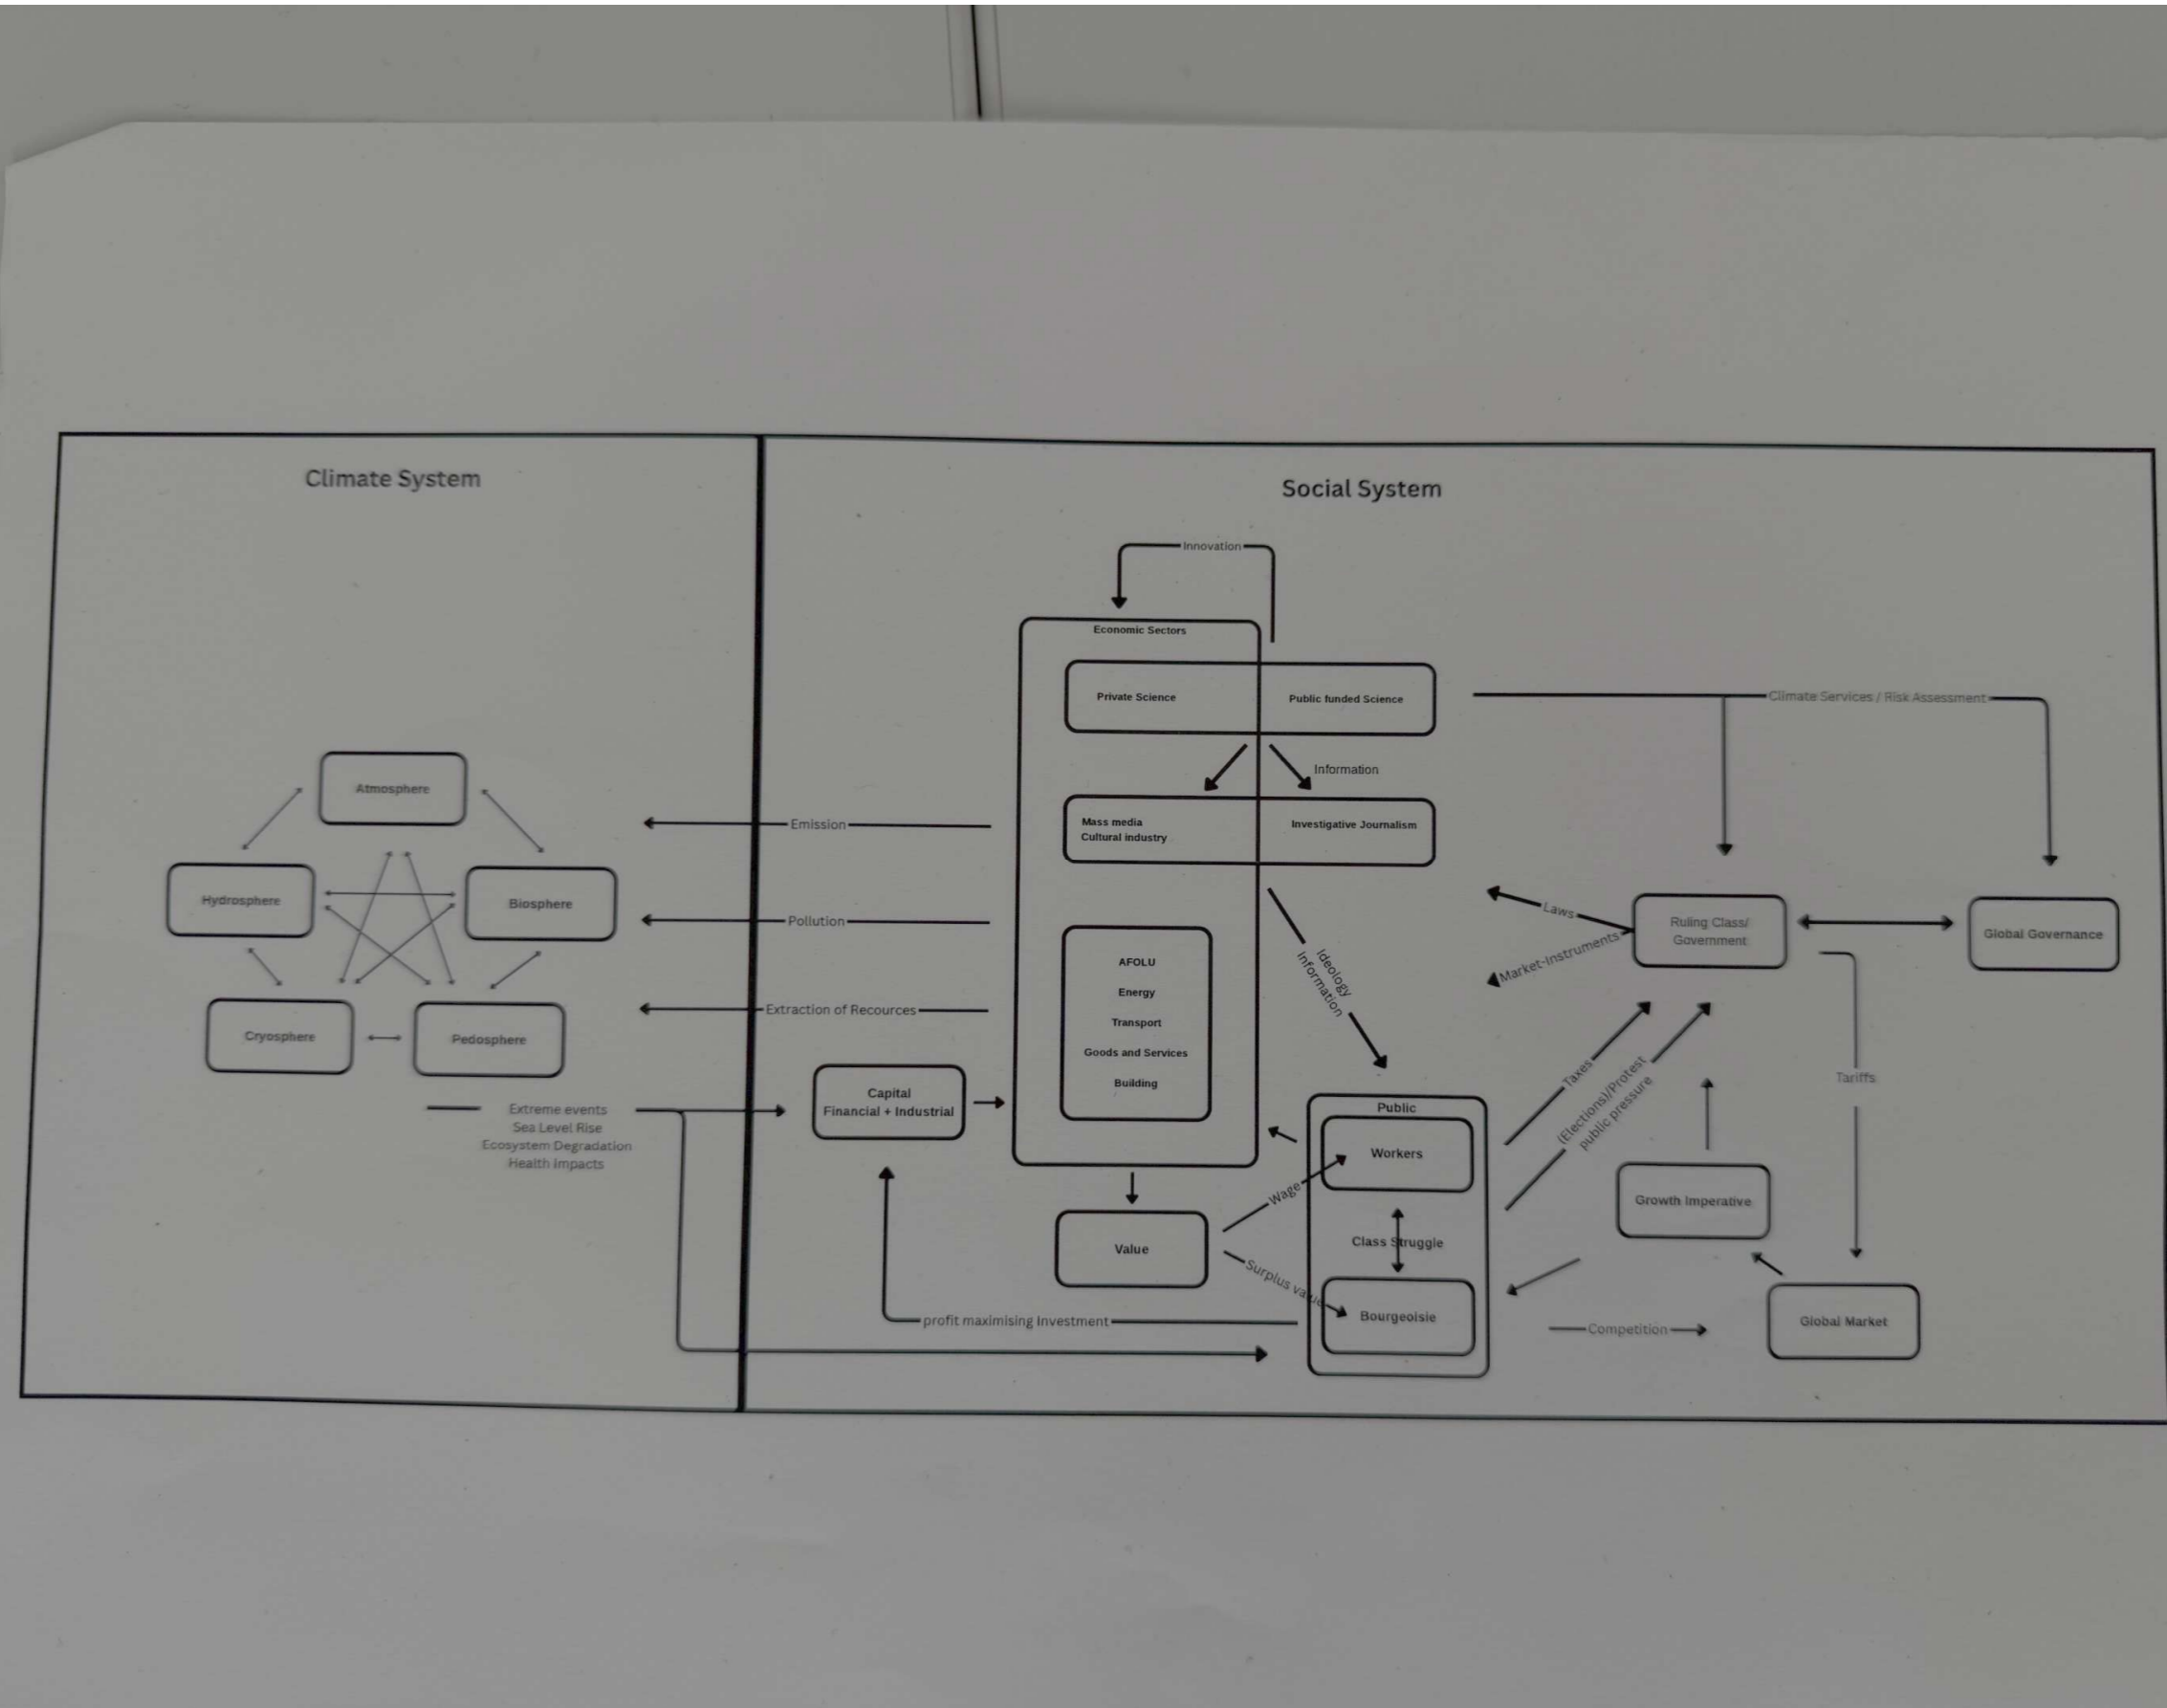 Climate System
Social System
Innovation
Economic Sectors
Private Science
Public funded Science
Climate Services / Risk Assessment
Information
Mass media
Cultural industry
Investigative Journalism
Atmosphere
Hydrosphere
Biosphere
Cryosphere
Pedosphere
Emission
Pollution
Extraction of Recources
Extreme events
Sea Level Rise
Ecosystem Degradation
Health Impacts
Capital
Financial + Industrial
AFOLU
Energy
Transport
Goods and Services
Building
Ideology
Information
Laws
Market-Instruments
Ruling Class/
Government
Global Governance
Taxes
(Elections)/Protest
public pressure
Tariffs
Public
Workers
Class Struggle
Bourgeoisie
Value
Wage
Surplus value
profit maximising Investment
Growth Imperative
Competition
Global Market